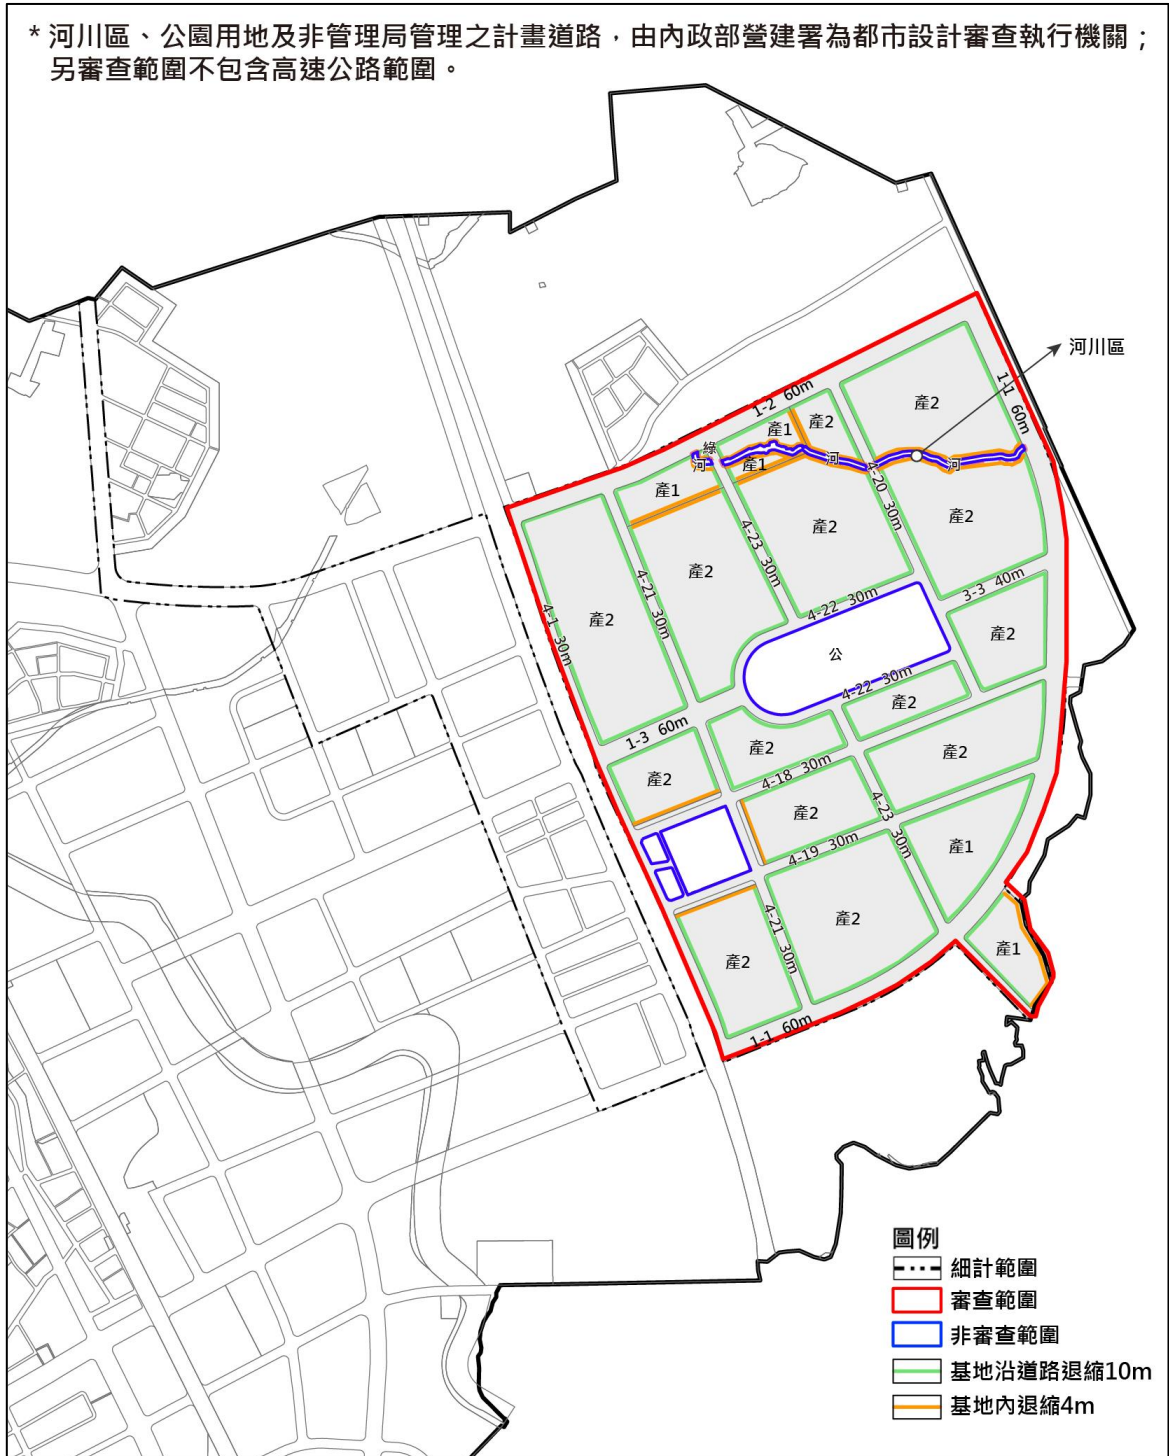 * 河川區、公園用地及非管理局管理之計畫道路，由內政部營建署為都市設計審查執行機關；
另審查範圍不包含高速公路範圍。
河川區
1-2 60m
1-1 60m
產2
產1
產2
綠
河
產1
河
河
4-20 30m
產1
產2
產2
4-23 30m
產2
4-21 30m
3-3 40m
4-22 30m
產2
4-1 30m
產2
公
4-22 30m
產2
1-3 60m
產2
產2
4-18 30m
產2
產2
4-23 30m
4-19 30m
產1
4-21 30m
產2
產1
產2
1-1 60m
圖例
細計範圍
審查範圍
非審查範圍
基地沿道路退縮10m
基地內退縮4m